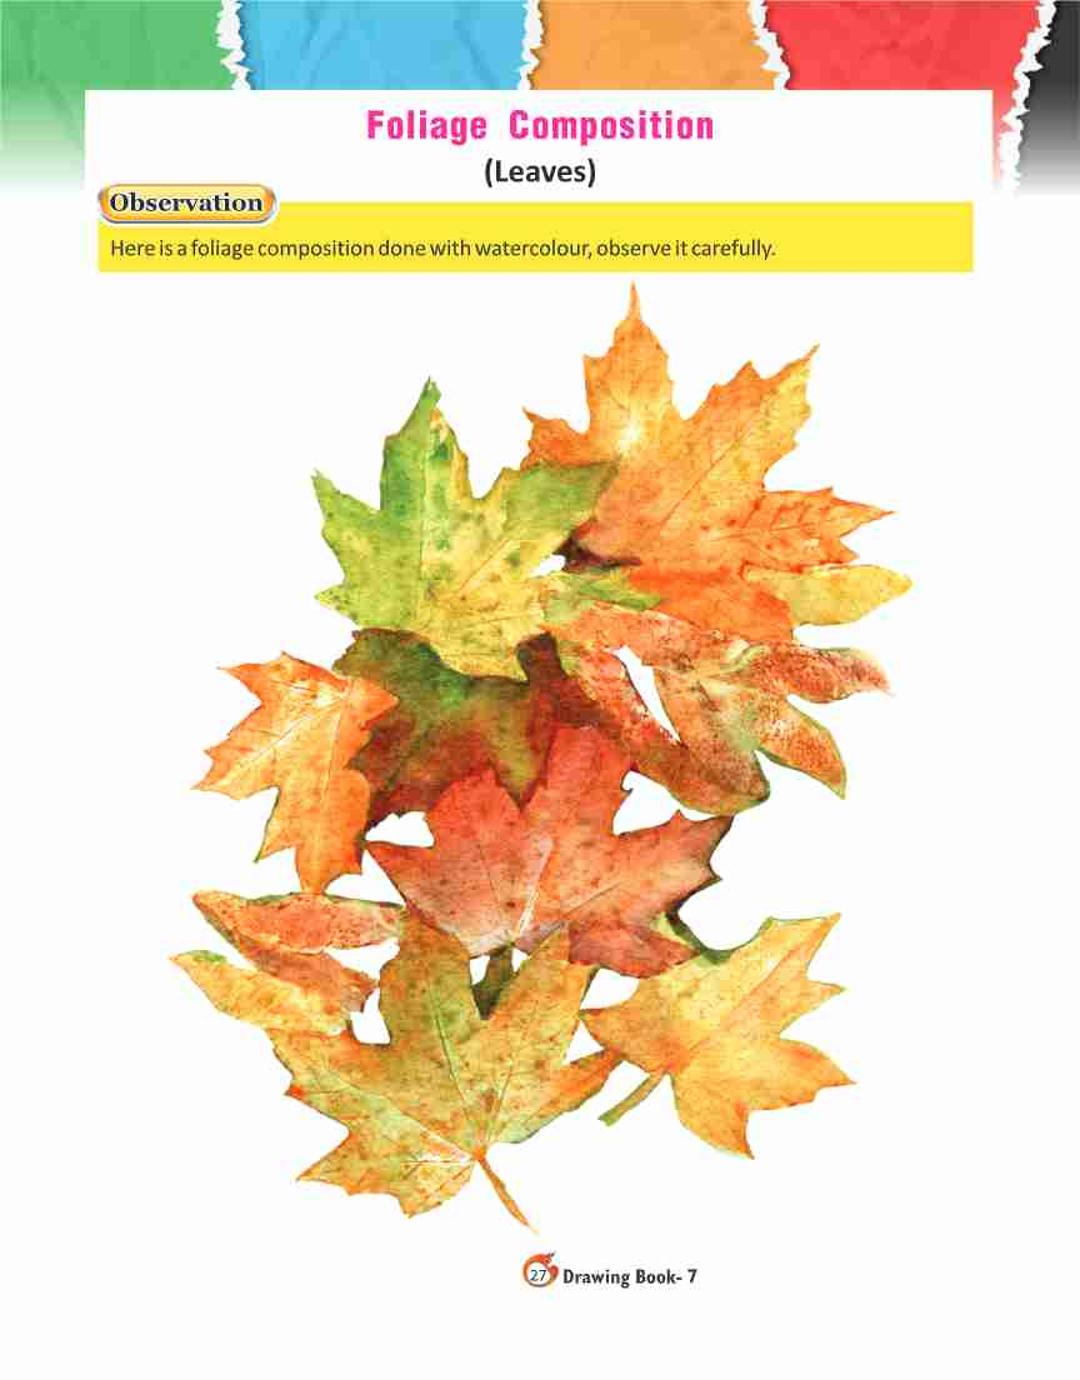 Foliage Composition
(Leaves)
Observation
Here is a foliage composition done with watercolour, observe it carefully.
27 Drawing Book- 7